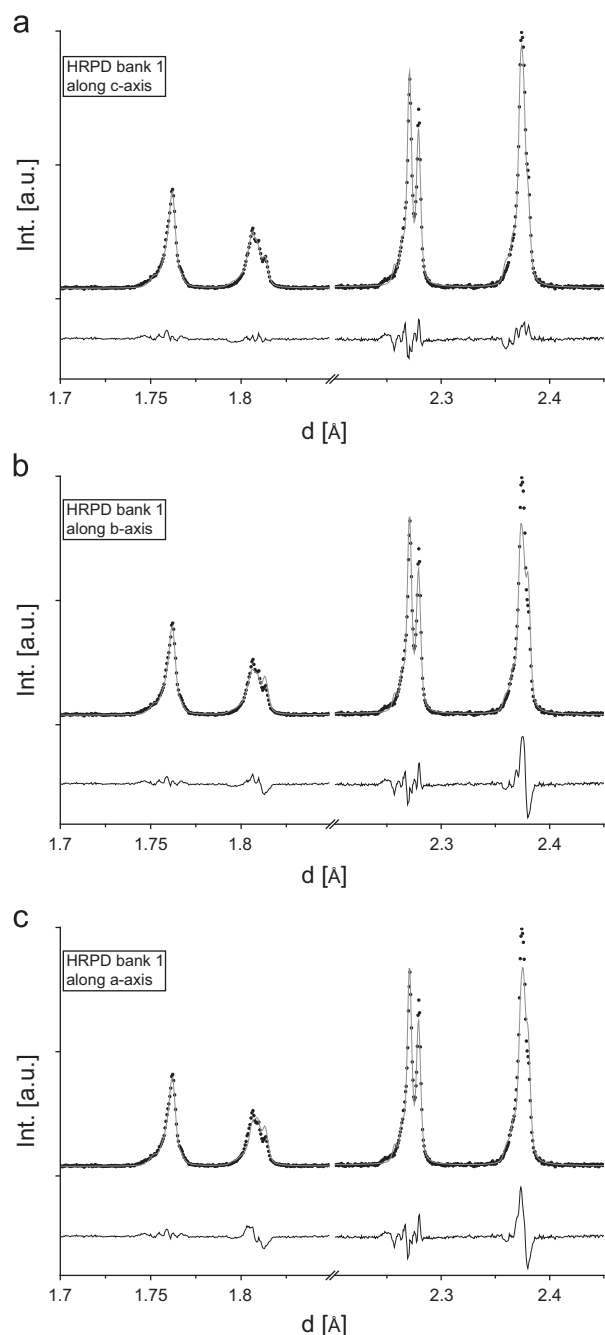 a
HRPD bank 1
along c-axis
Int. [a.u.]
1.7 1.75 1.8 2.3 2.4
d [Å]
b
HRPD bank 1
along b-axis
Int. [a.u.]
1.7 1.75 1.8 2.3 2.4
d [Å]
c
HRPD bank 1
along a-axis
Int. [a.u.]
1.7 1.75 1.8 2.3 2.4
d [Å]